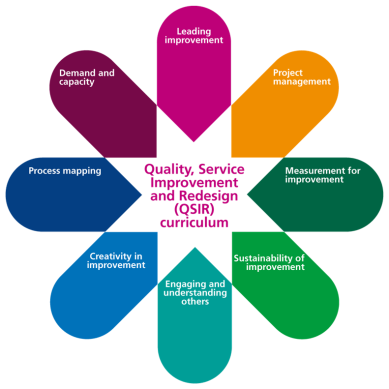 Leading
improvement
Project
management
Measurement for
improvement
Sustainability of
improvement
Engaging and
understanding
others
Creativity in
improvement
Process mapping
Demand and
capacity
Quality, Service
Improvement
and Redesign
(QSIR)
curriculum